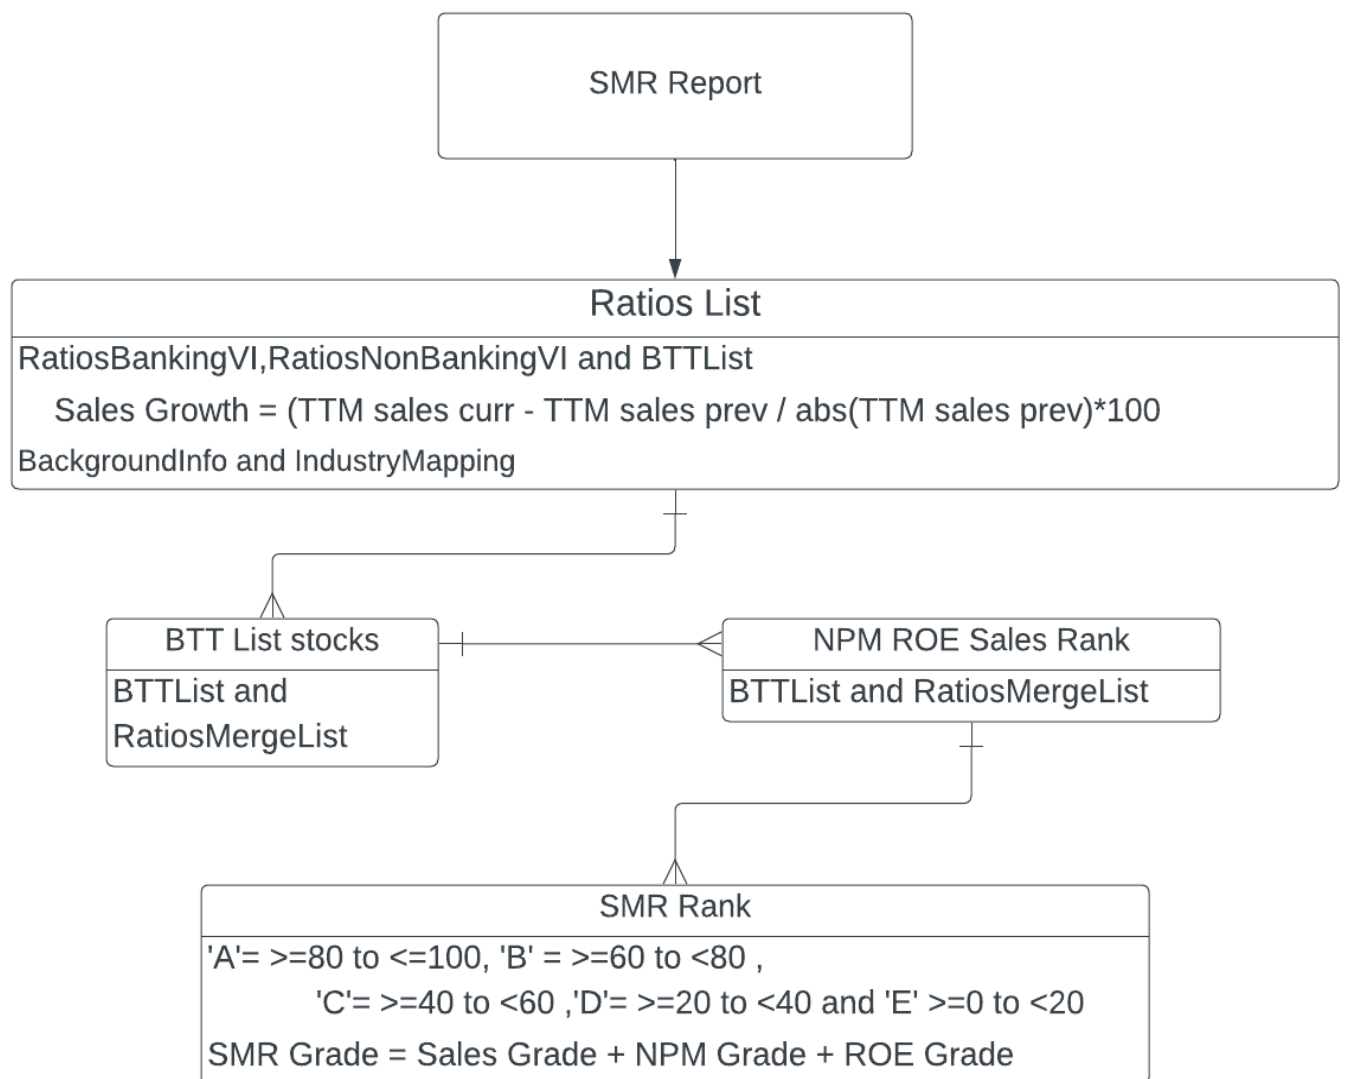 SMR Report
Ratios List
RatiosBankingVI,RatiosNonBankingVI and BTTList
Sales Growth = (TTM sales curr - TTM sales prev / abs(TTM sales prev)*100
BackgroundInfo and IndustryMapping
BTT List stocks
BTTList and
RatiosMergeList
NPM ROE Sales Rank
BTTList and RatiosMergeList
SMR Rank
'A'= >=80 to <=100, 'B' = >=60 to <80 ,
'C'= >=40 to <60 ,'D'= >=20 to <40 and 'E' >=0 to <20
SMR Grade = Sales Grade + NPM Grade + ROE Grade